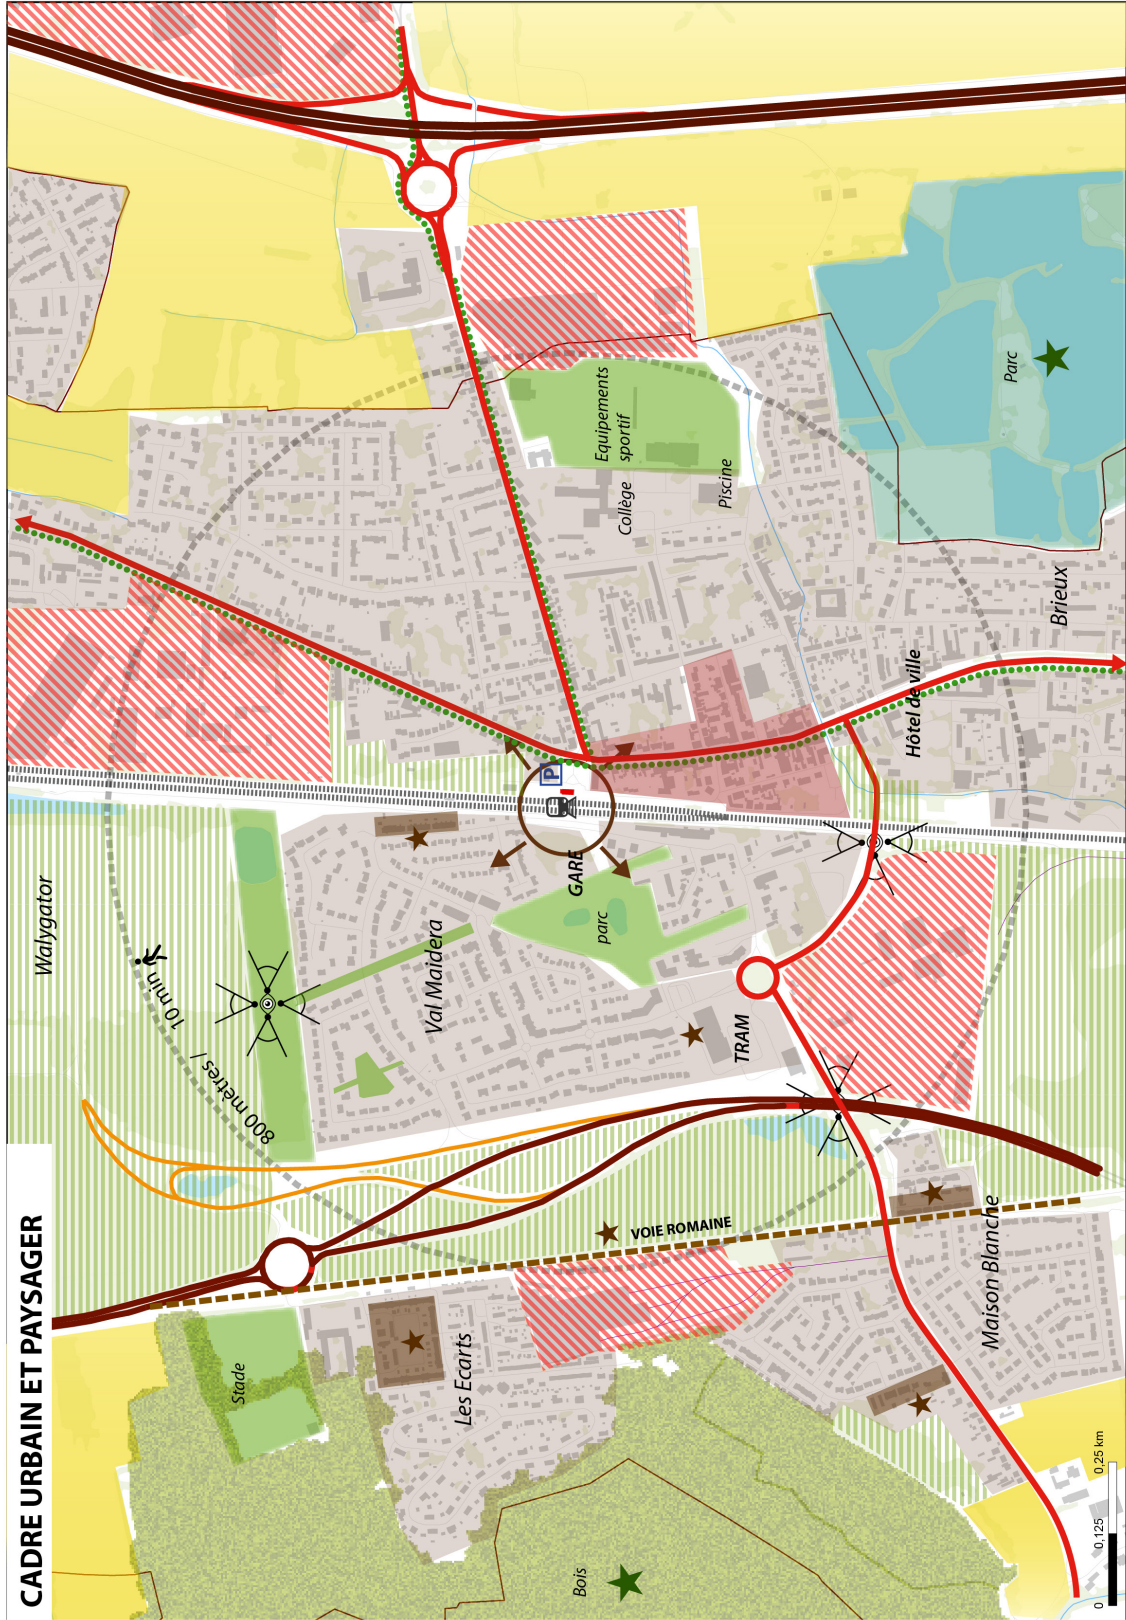 CADRE URBAIN ET PAYSAGER
Walygator
10 min
800 mètres /
Val Maidera
GARE
P
parc
TRAM
VOIE ROMAINE
Stade
Les Ecarts
Bois
Maison Blanche
Hôtel de ville
Brieux
Collège
Piscine
Equipements
sportif
Parc
0
0,125
0,25 km